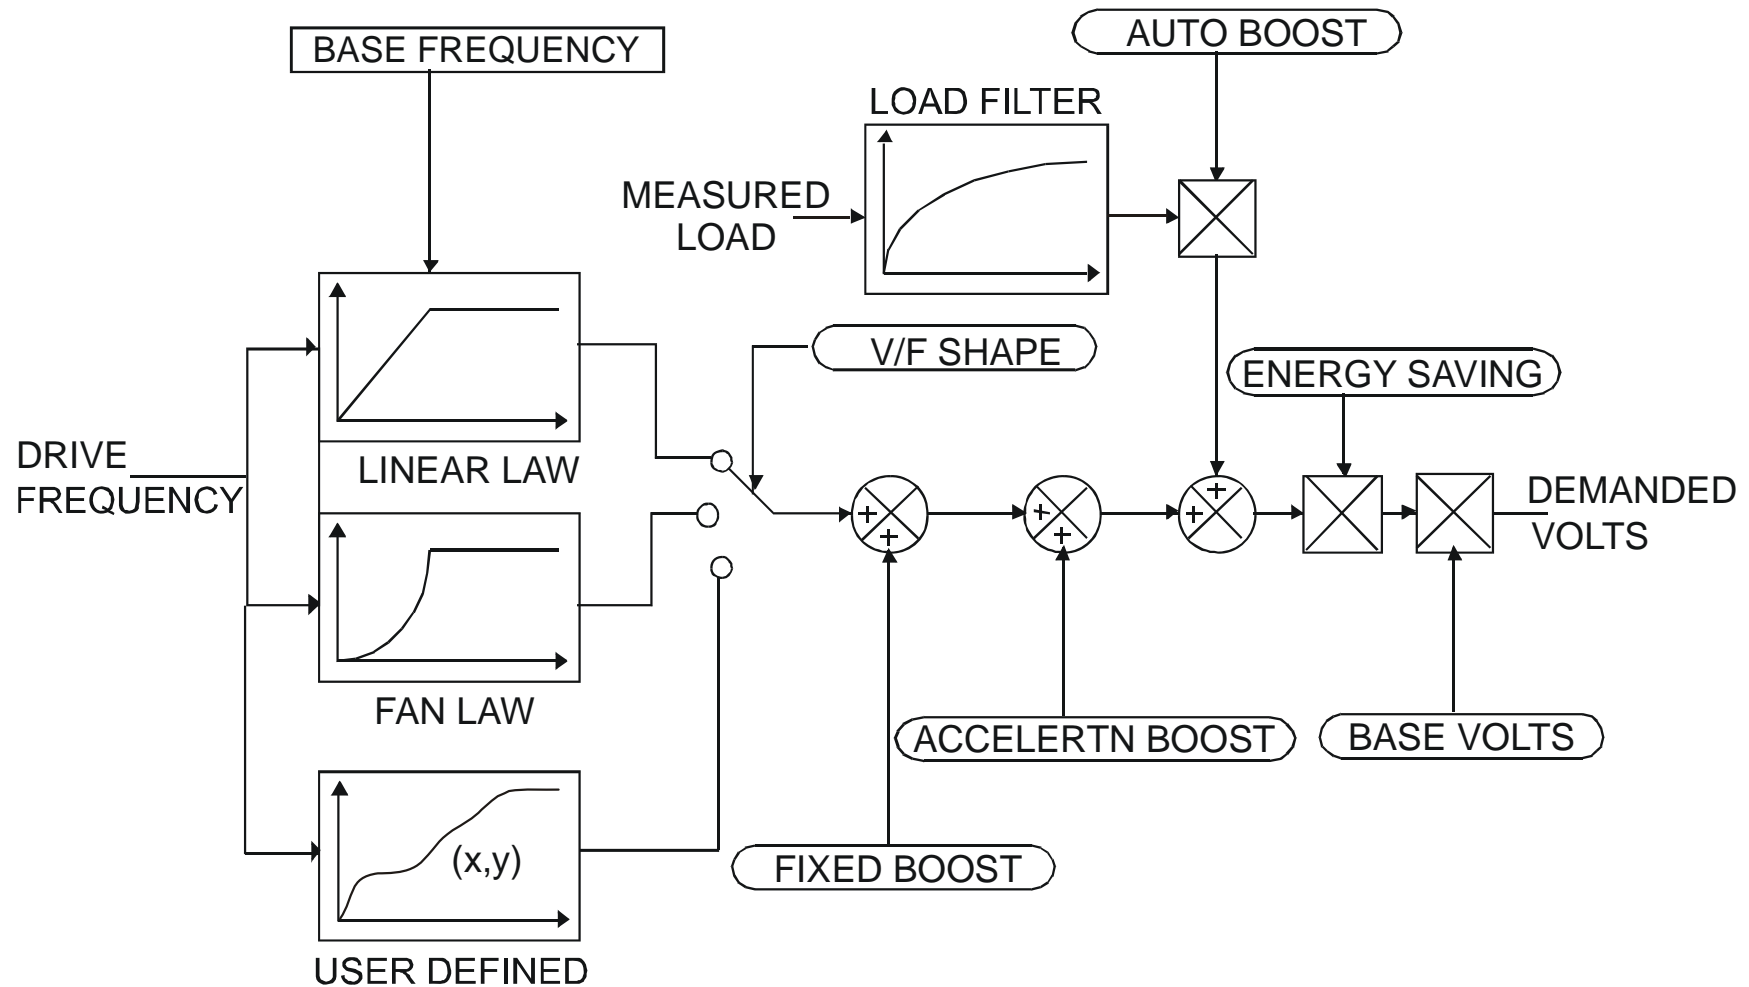 AUTO BOOST
BASE FREQUENCY
LOAD FILTER
MEASURED
LOAD
V/F SHAPE
ENERGY SAVING
DRIVE
FREQUENCY
LINEAR LAW
+
+
+
+
+
+
DEMANDED
VOLTS
FAN LAW
ACCELERTN BOOST
BASE VOLTS
(x,y)
FIXED BOOST
USER DEFINED